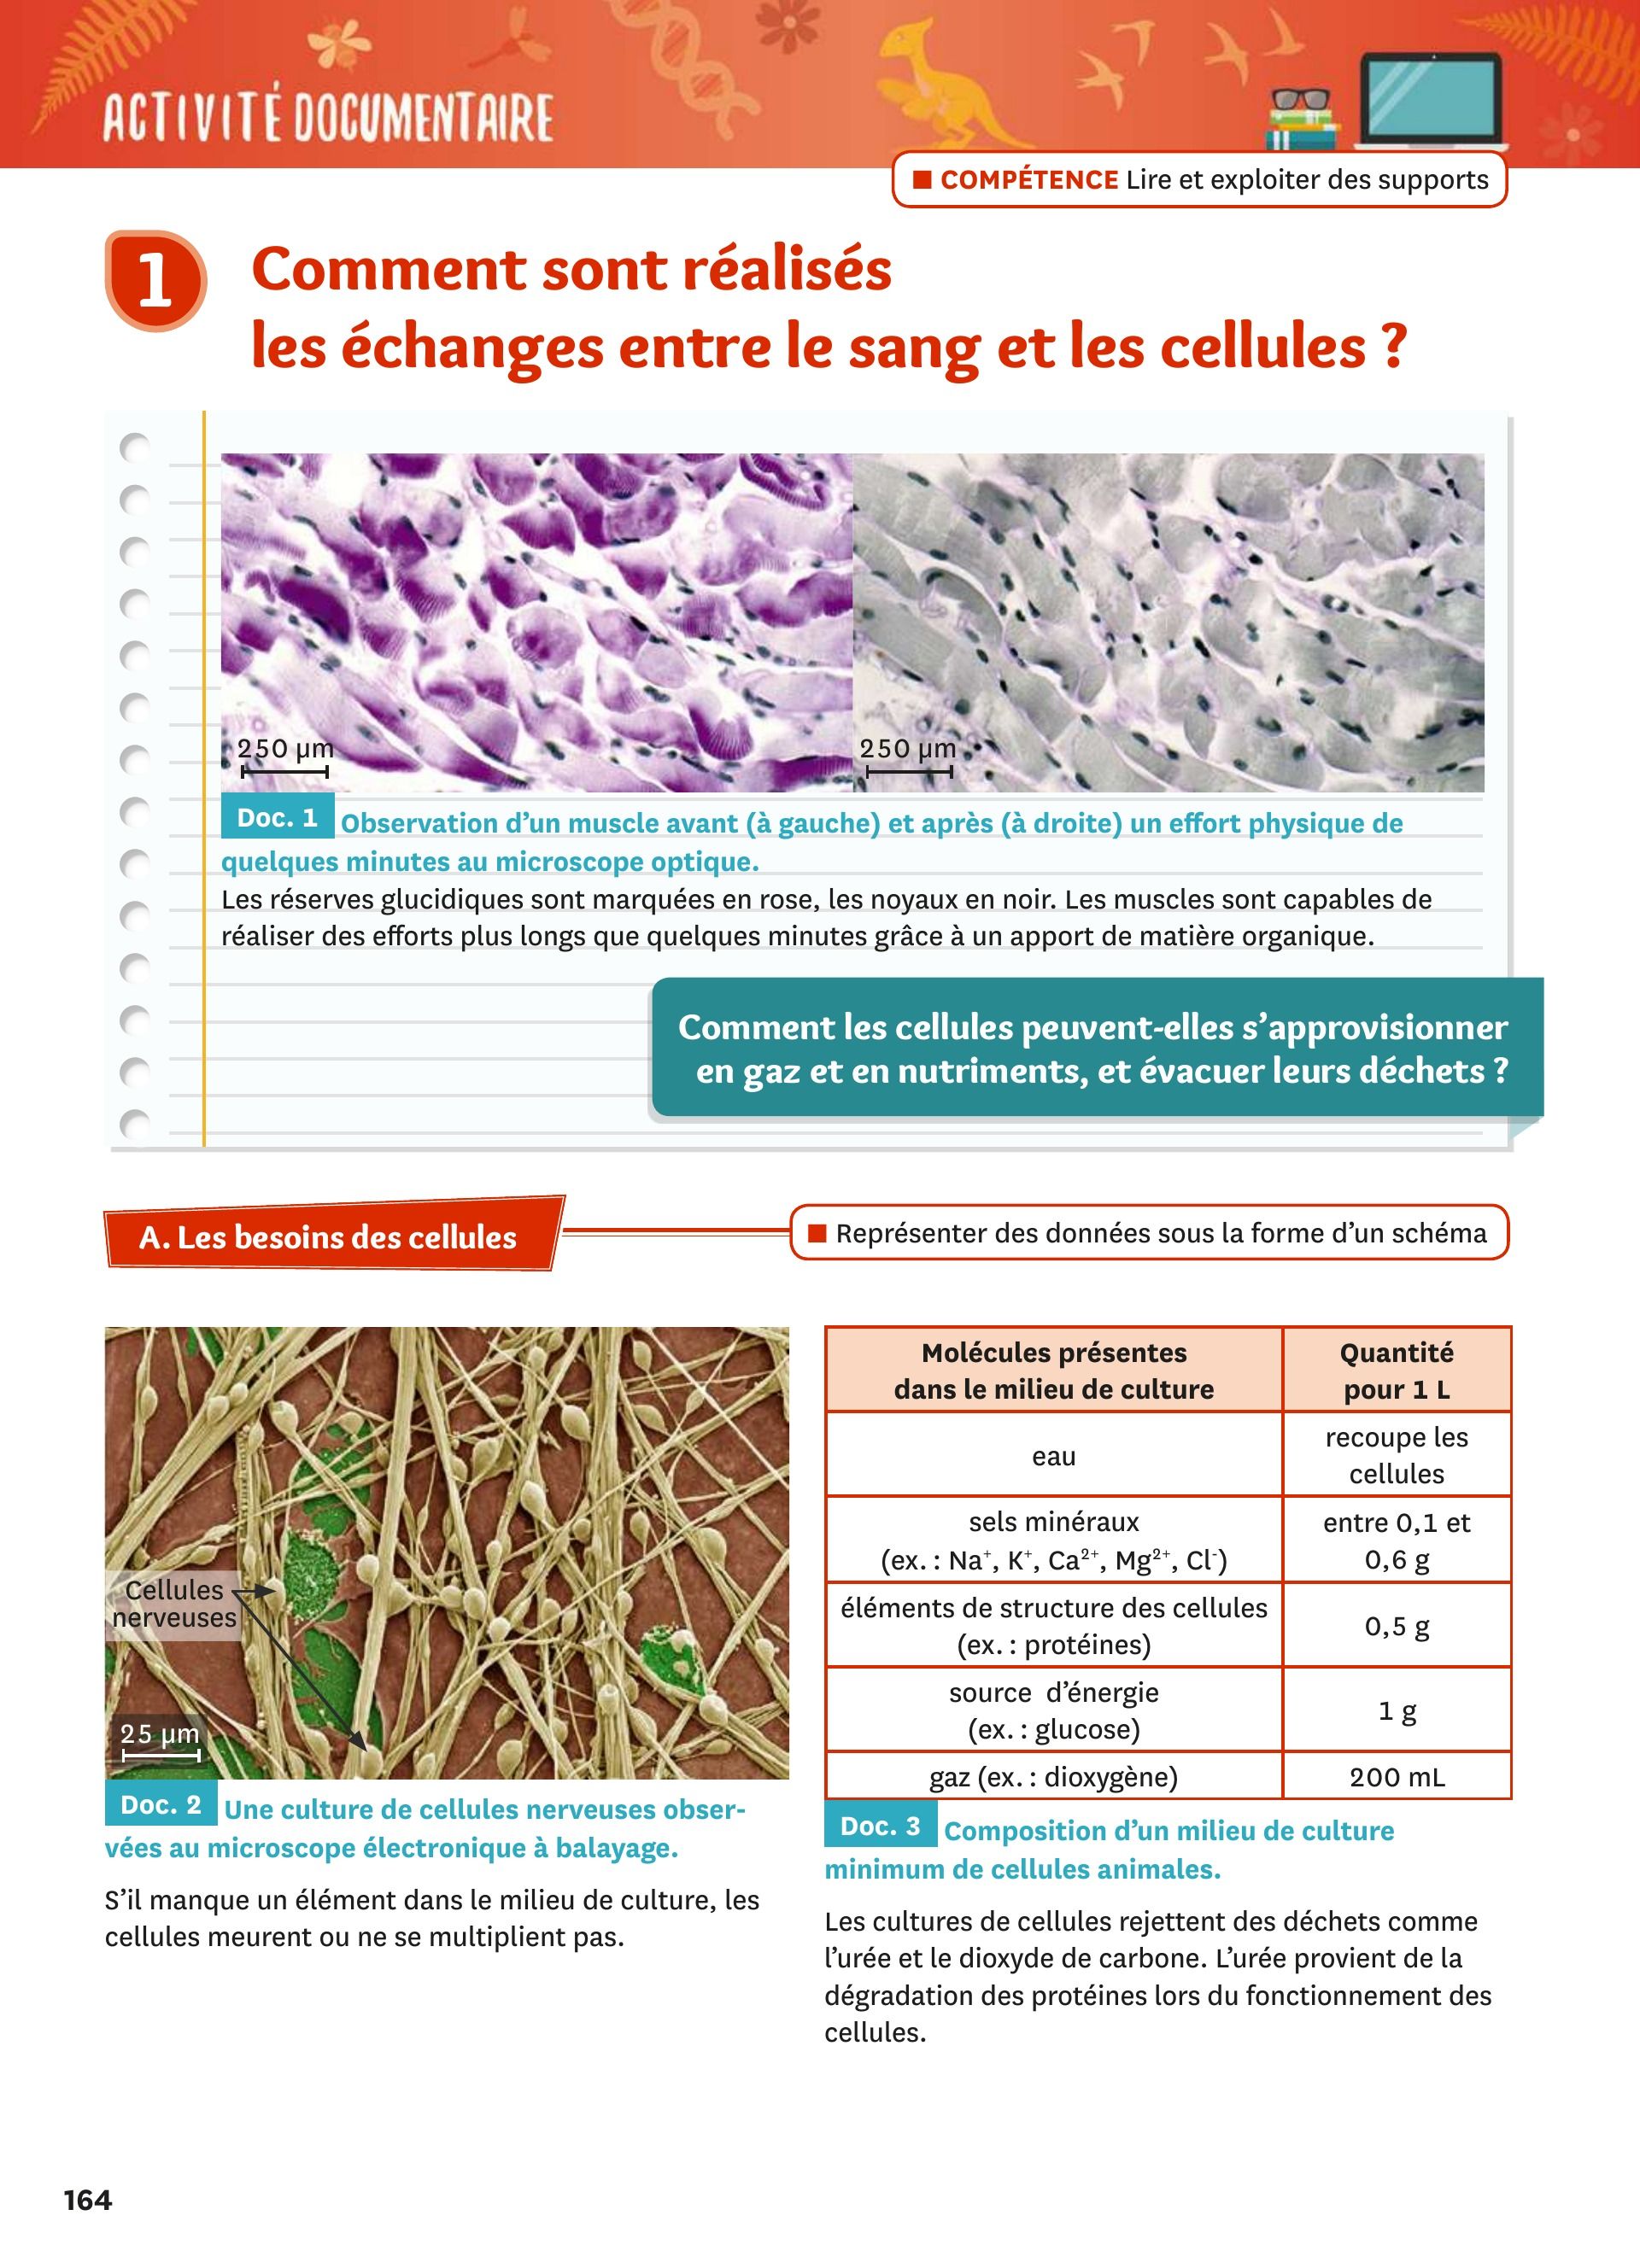 ACTIVITÉ DOCUMENTAIRE
■ COMPÉTENCE Lire et exploiter des supports
1
Comment sont réalisés
les échanges entre le sang et les cellules ?
250 µm
250 µm
Doc. 1 Observation d’un muscle avant (à gauche) et après (à droite) un effort physique de
quelques minutes au microscope optique.
Les réserves glucidiques sont marquées en rose, les noyaux en noir. Les muscles sont capables de
réaliser des efforts plus longs que quelques minutes grâce à un apport de matière organique.
Comment les cellules peuvent-elles s’approvisionner
en gaz et en nutriments, et évacuer leurs déchets ?
A. Les besoins des cellules
■ Représenter des données sous la forme d’un schéma
Cellules
nerveuses
25 µm
Doc. 2 Une culture de cellules nerveuses obser-
vées au microscope électronique à balayage.
S’il manque un élément dans le milieu de culture, les
cellules meurent ou ne se multiplient pas.
Molécules présentes
dans le milieu de culture
Quantité
pour 1 L
eau
recoupe les
cellules
sels minéraux
(ex. : Na⁺, K⁺, Ca²⁺, Mg²⁺, Cl⁻)
entre 0,1 et
0,6 g
éléments de structure des cellules
(ex. : protéines)
0,5 g
source d’énergie
(ex. : glucose)
1 g
gaz (ex. : dioxygène)
200 mL
Doc. 3 Composition d’un milieu de culture
minimum de cellules animales.
Les cultures de cellules rejettent des déchets comme
l’urée et le dioxyde de carbone. L’urée provient de la
dégradation des protéines lors du fonctionnement des
cellules.
164